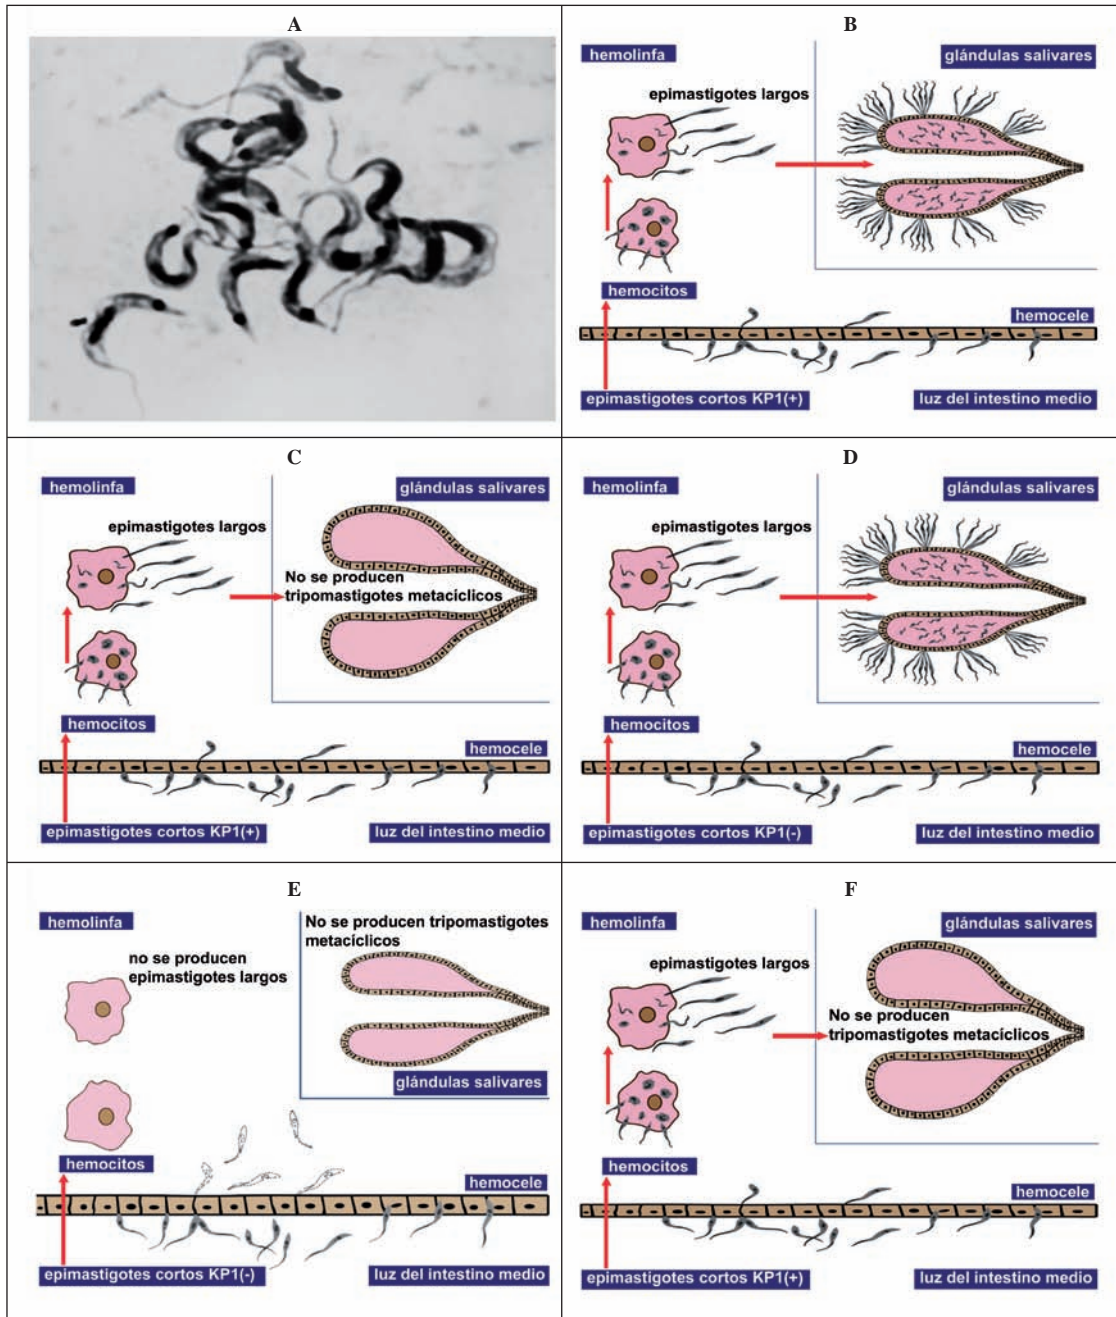 A
B
hemolinfa
glándulas salivares
epimastigotes largos
hemocitos
hemocele
epimastigotes cortos KP1(+)
luz del intestino medio
C
hemolinfa
glándulas salivares
epimastigotes largos
No se producen
tripomastigotes metacíclicos
hemocitos
hemocele
epimastigotes cortos KP1(+)
luz del intestino medio
D
hemolinfa
glándulas salivares
epimastigotes largos
hemocitos
hemocele
epimastigotes cortos KP1(-)
luz del intestino medio
E
hemolinfa
No se producen tripomastigotes
metacíclicos
no se producen
epimastigotes largos
glándulas salivares
hemocitos
hemocele
epimastigotes cortos KP1(-)
luz del intestino medio
F
hemolinfa
glándulas salivares
epimastigotes largos
No se producen
tripomastigotes metacíclicos
hemocitos
hemocele
epimastigotes cortos KP1(+)
luz del intestino medio